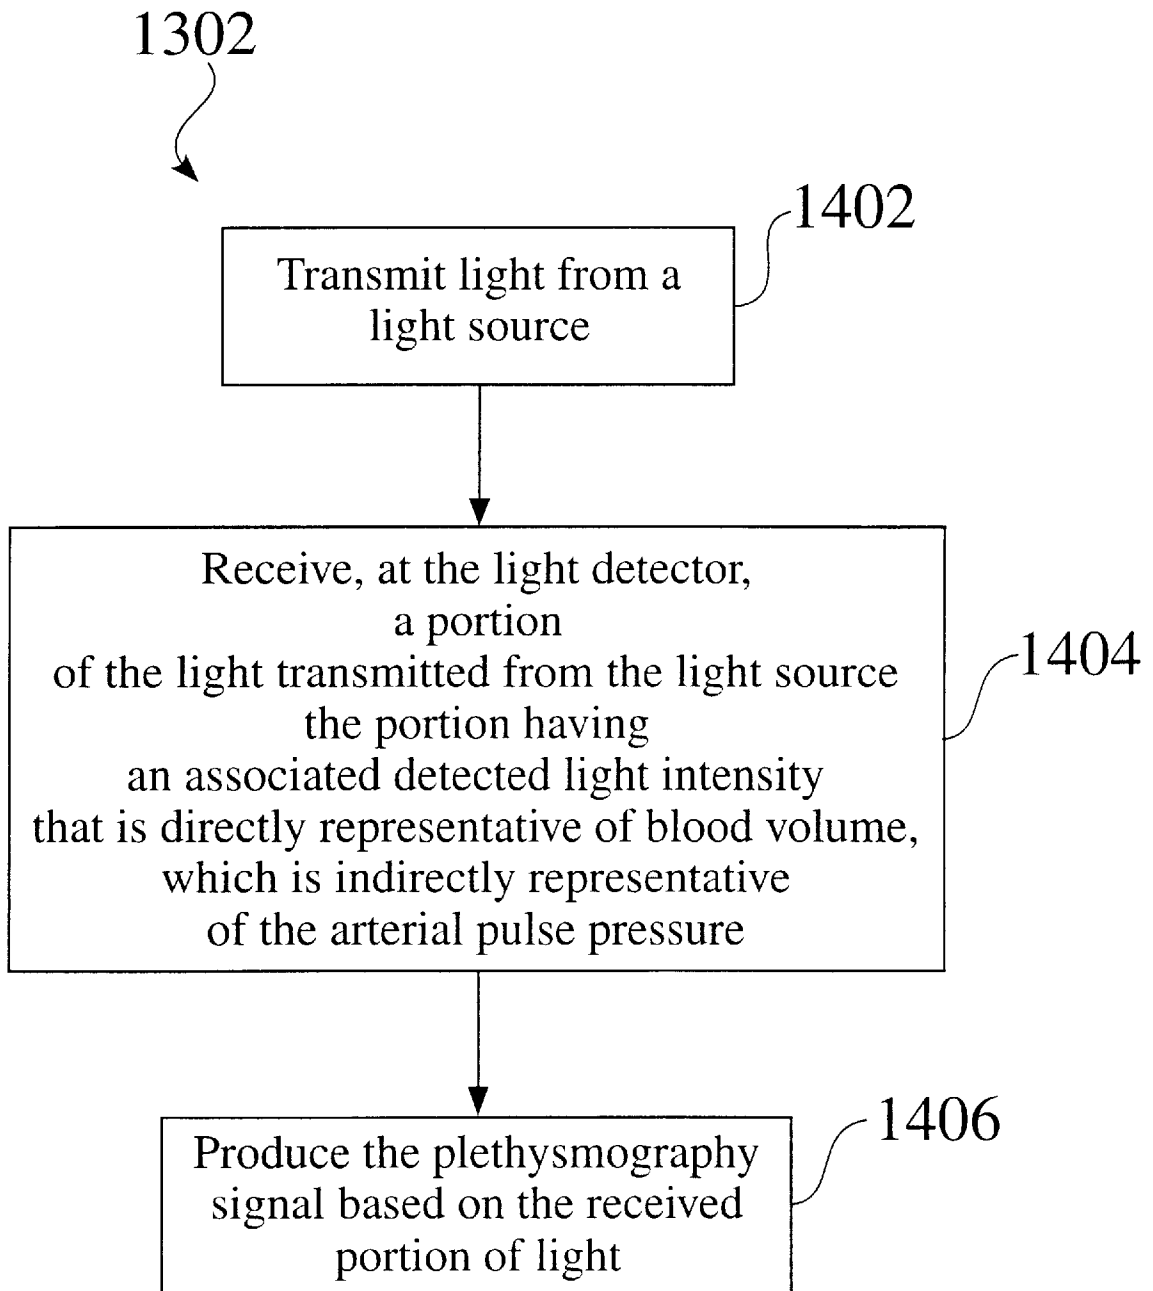 1302
1402
Transmit light from a
light source
Receive, at the light detector,
a portion
of the light transmitted from the light source
the portion having
an associated detected light intensity
that is directly representative of blood volume,
which is indirectly representative
of the arterial pulse pressure
1404
1406
Produce the plethysmography
signal based on the received
portion of light